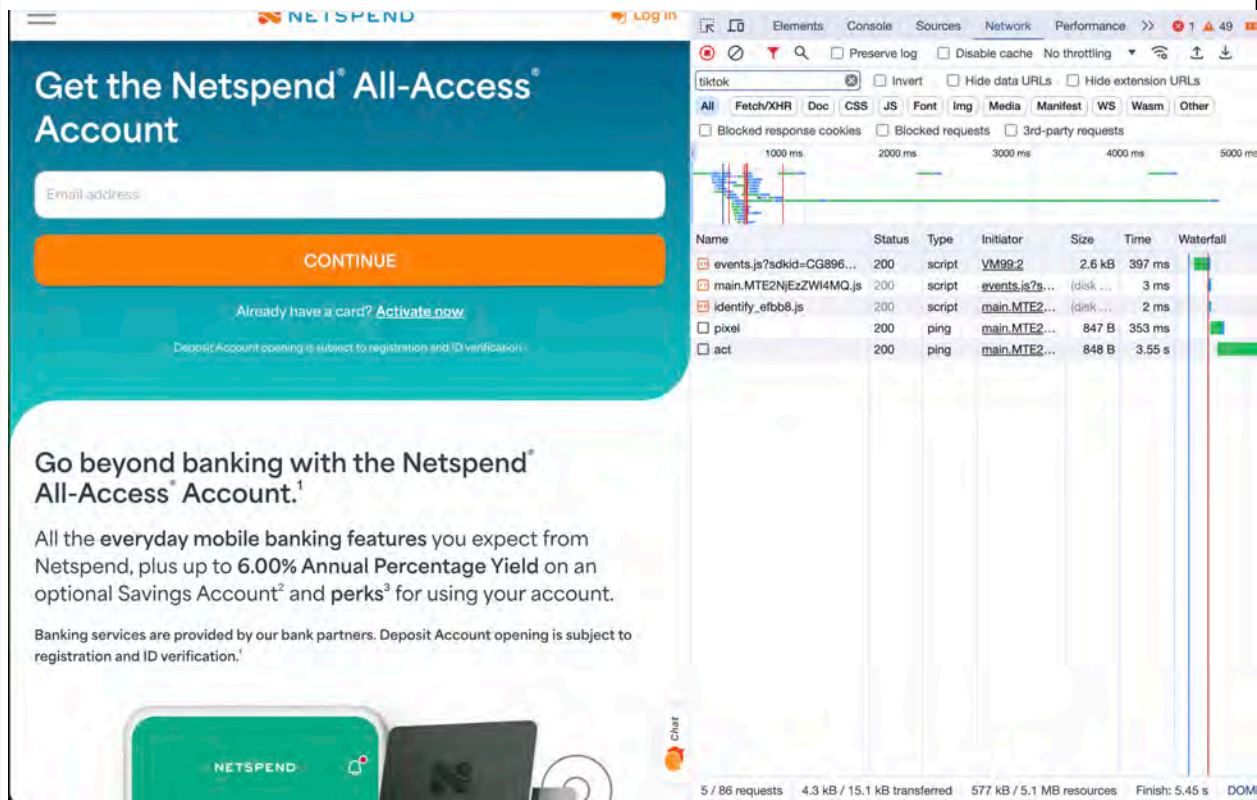 NETSPEND
Log in
Get the Netspend® All-Access®
Account
Email address
CONTINUE
Already have a card? Activate now
Deposit Account opening is subject to registration and ID verification
Go beyond banking with the Netspend®
All-Access® Account.¹
All the everyday mobile banking features you expect from
Netspend, plus up to 6.00% Annual Percentage Yield on an
optional Savings Account² and perks³ for using your account.
Banking services are provided by our bank partners. Deposit Account opening is subject to
registration and ID verification.¹
NETSPEND
Chat
Elements Console Sources Network Performance 1 49
Preserve log Disable cache No throttling
tiktok Invert Hide data URLs Hide extension URLs
All Fetch/XHR Doc CSS JS Font Img Media Manifest WS Wasm Other
Blocked response cookies Blocked requests 3rd-party requests
1000 ms 2000 ms 3000 ms 4000 ms 5000 ms
Name Status Type Initiator Size Time Waterfall
events.js?sdkid=CG896... 200 script VM99:2 2.6 kB 397 ms
main.MTE2NjEzZWI4MQ.js 200 script events.js?s... (disk ... 3 ms
identify_efbb8.js 200 script main.MTE2... (disk ... 2 ms
pixel 200 ping main.MTE2... 847 B 353 ms
act 200 ping main.MTE2... 848 B 3.55 s
5 / 86 requests 4.3 kB / 15.1 kB transferred 577 kB / 5.1 MB resources Finish: 5.45 s DOM